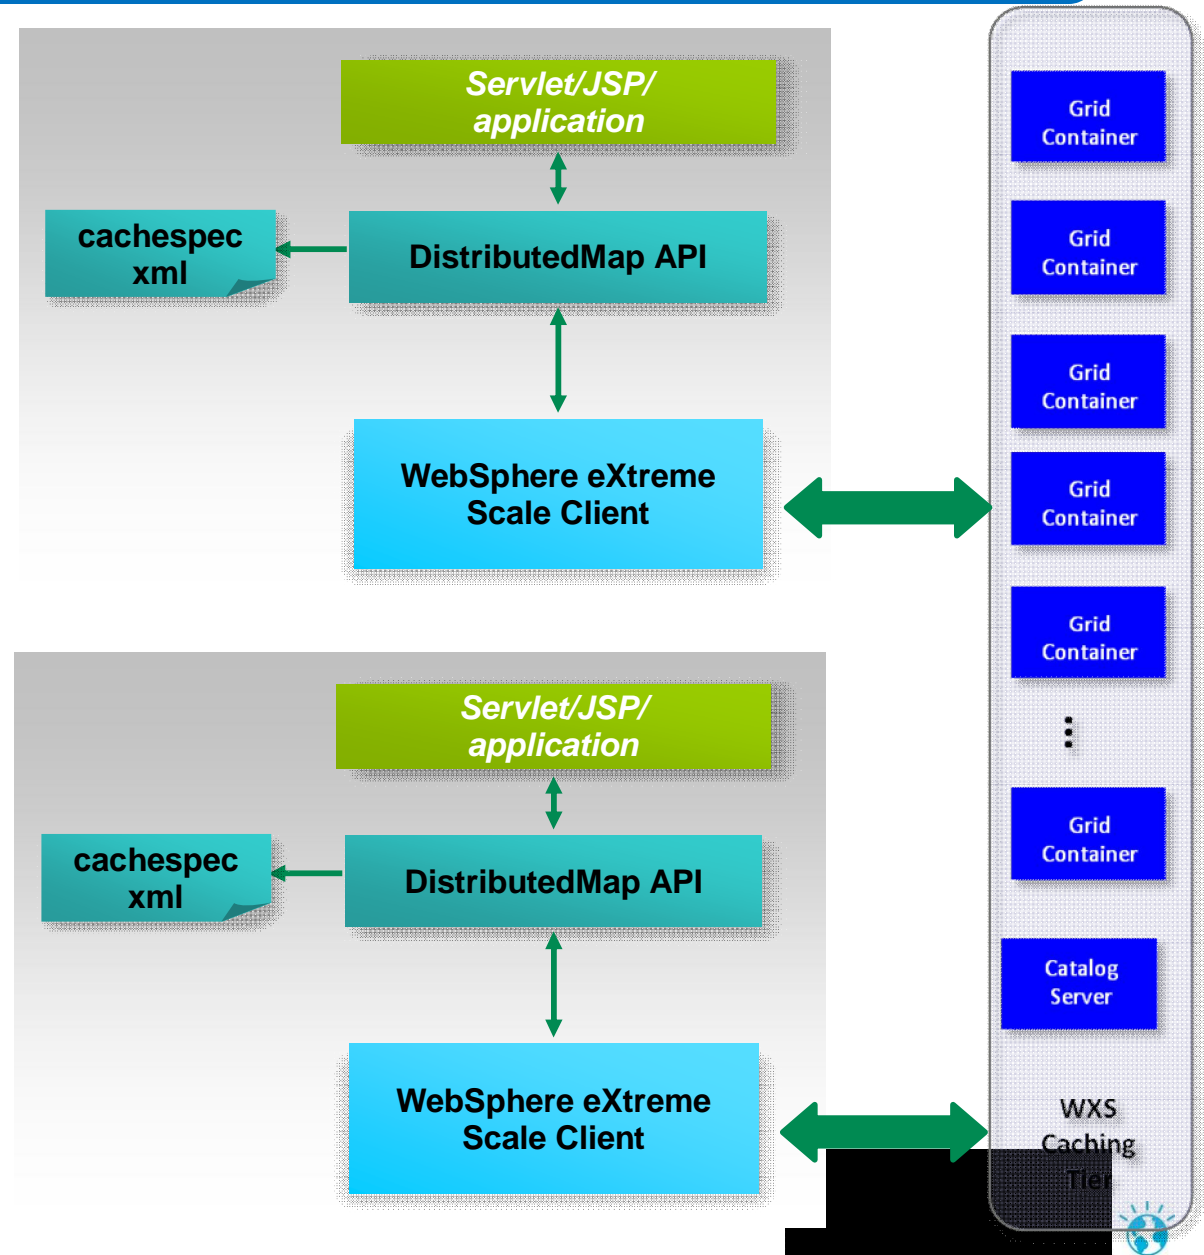 Servlet/JSP/
application
cachespec
xml
DistributedMap API
WebSphere eXtreme
Scale Client
Servlet/JSP/
application
cachespec
xml
DistributedMap API
WebSphere eXtreme
Scale Client
Grid
Container
Grid
Container
Grid
Container
Grid
Container
Grid
Container
...
Grid
Container
Catalog
Server
WXS
Caching
Tier